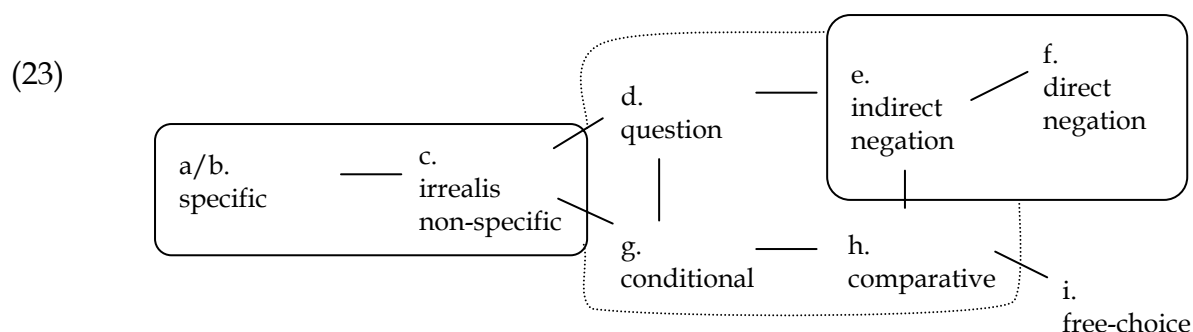 (23)
a/b.
specific
c.
irrealis
non-specific
d.
question
e.
indirect
negation
f.
direct
negation
g.
conditional
h.
comparative
i.
free-choice